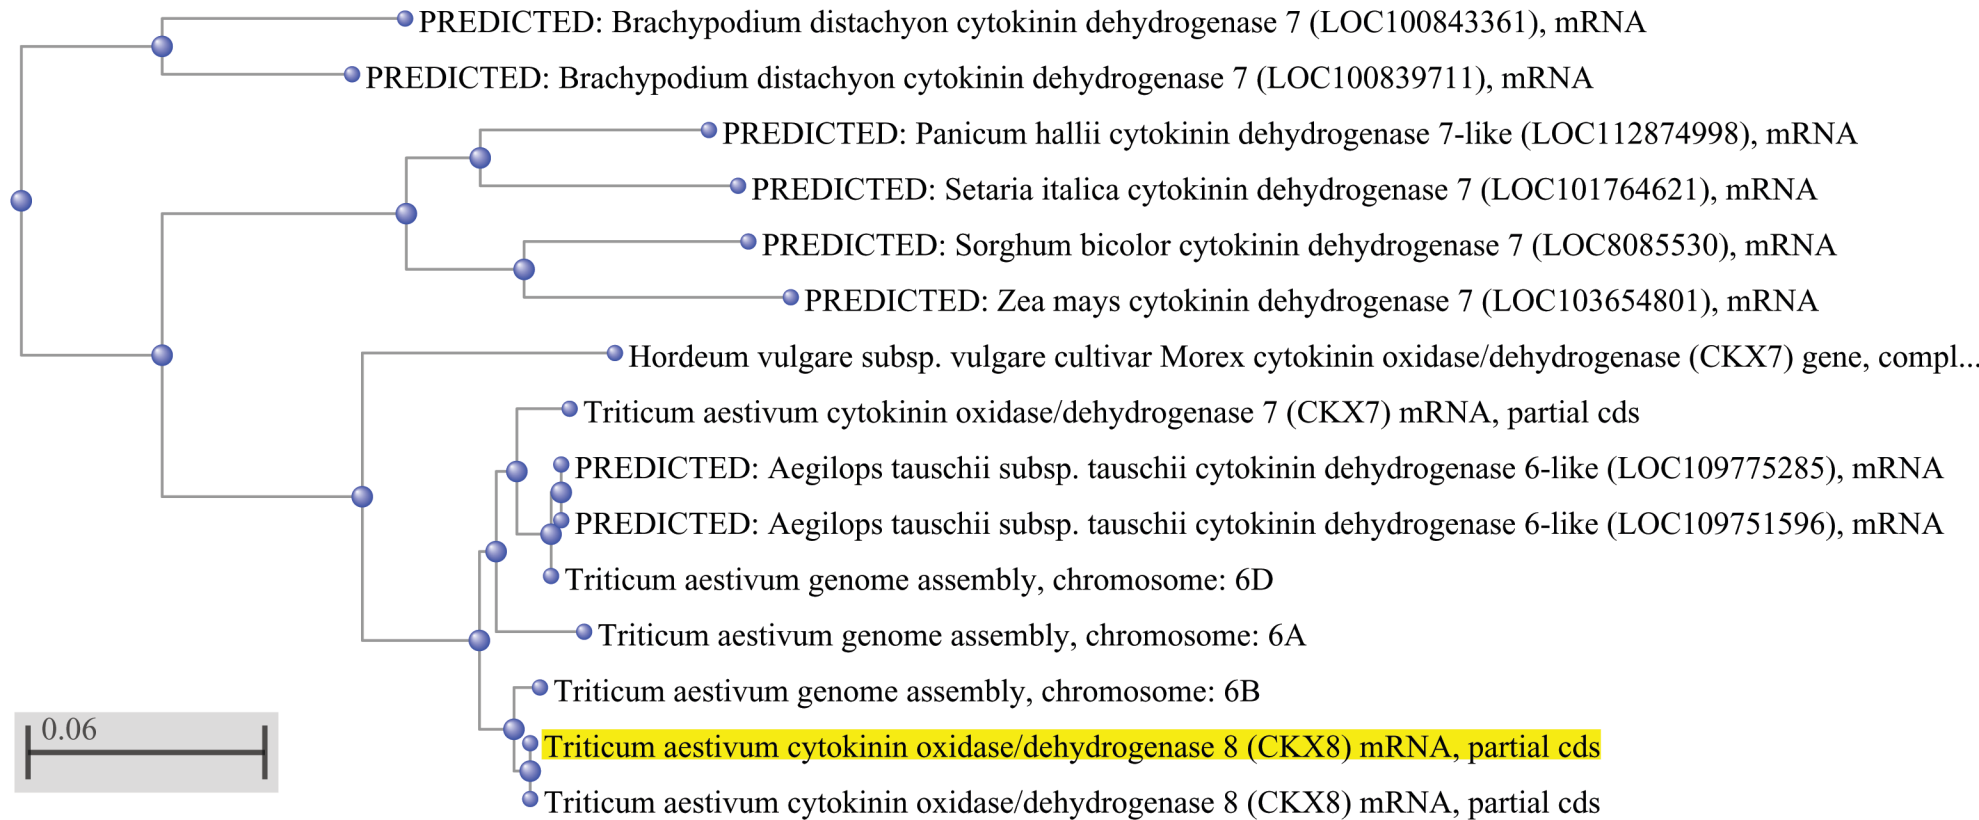 PREDICTED: Brachypodium distachyon cytokinin dehydrogenase 7 (LOC100843361), mRNA
PREDICTED: Brachypodium distachyon cytokinin dehydrogenase 7 (LOC100839711), mRNA
PREDICTED: Panicum hallii cytokinin dehydrogenase 7-like (LOC112874998), mRNA
PREDICTED: Setaria italica cytokinin dehydrogenase 7 (LOC101764621), mRNA
PREDICTED: Sorghum bicolor cytokinin dehydrogenase 7 (LOC8085530), mRNA
PREDICTED: Zea mays cytokinin dehydrogenase 7 (LOC103654801), mRNA
Hordeum vulgare subsp. vulgare cultivar Morex cytokinin oxidase/dehydrogenase (CKX7) gene, compl...
Triticum aestivum cytokinin oxidase/dehydrogenase 7 (CKX7) mRNA, partial cds
PREDICTED: Aegilops tauschii subsp. tauschii cytokinin dehydrogenase 6-like (LOC109775285), mRNA
PREDICTED: Aegilops tauschii subsp. tauschii cytokinin dehydrogenase 6-like (LOC109751596), mRNA
Triticum aestivum genome assembly, chromosome: 6D
Triticum aestivum genome assembly, chromosome: 6A
Triticum aestivum genome assembly, chromosome: 6B
0.06
Triticum aestivum cytokinin oxidase/dehydrogenase 8 (CKX8) mRNA, partial cds
Triticum aestivum cytokinin oxidase/dehydrogenase 8 (CKX8) mRNA, partial cds